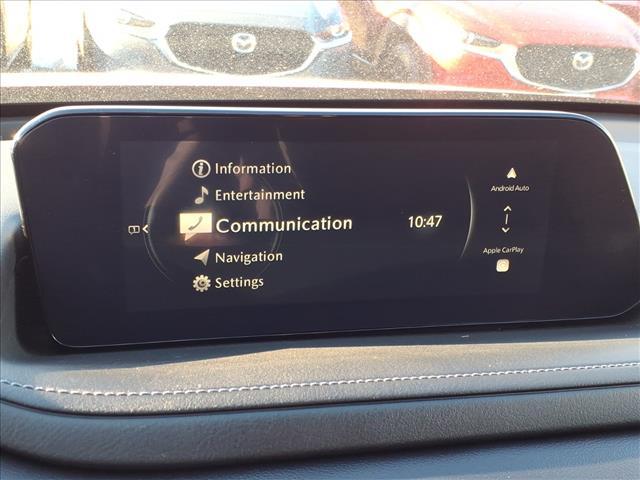 Information
Entertainment
Communication
10:47
Navigation
Settings
Android Auto
Apple CarPlay